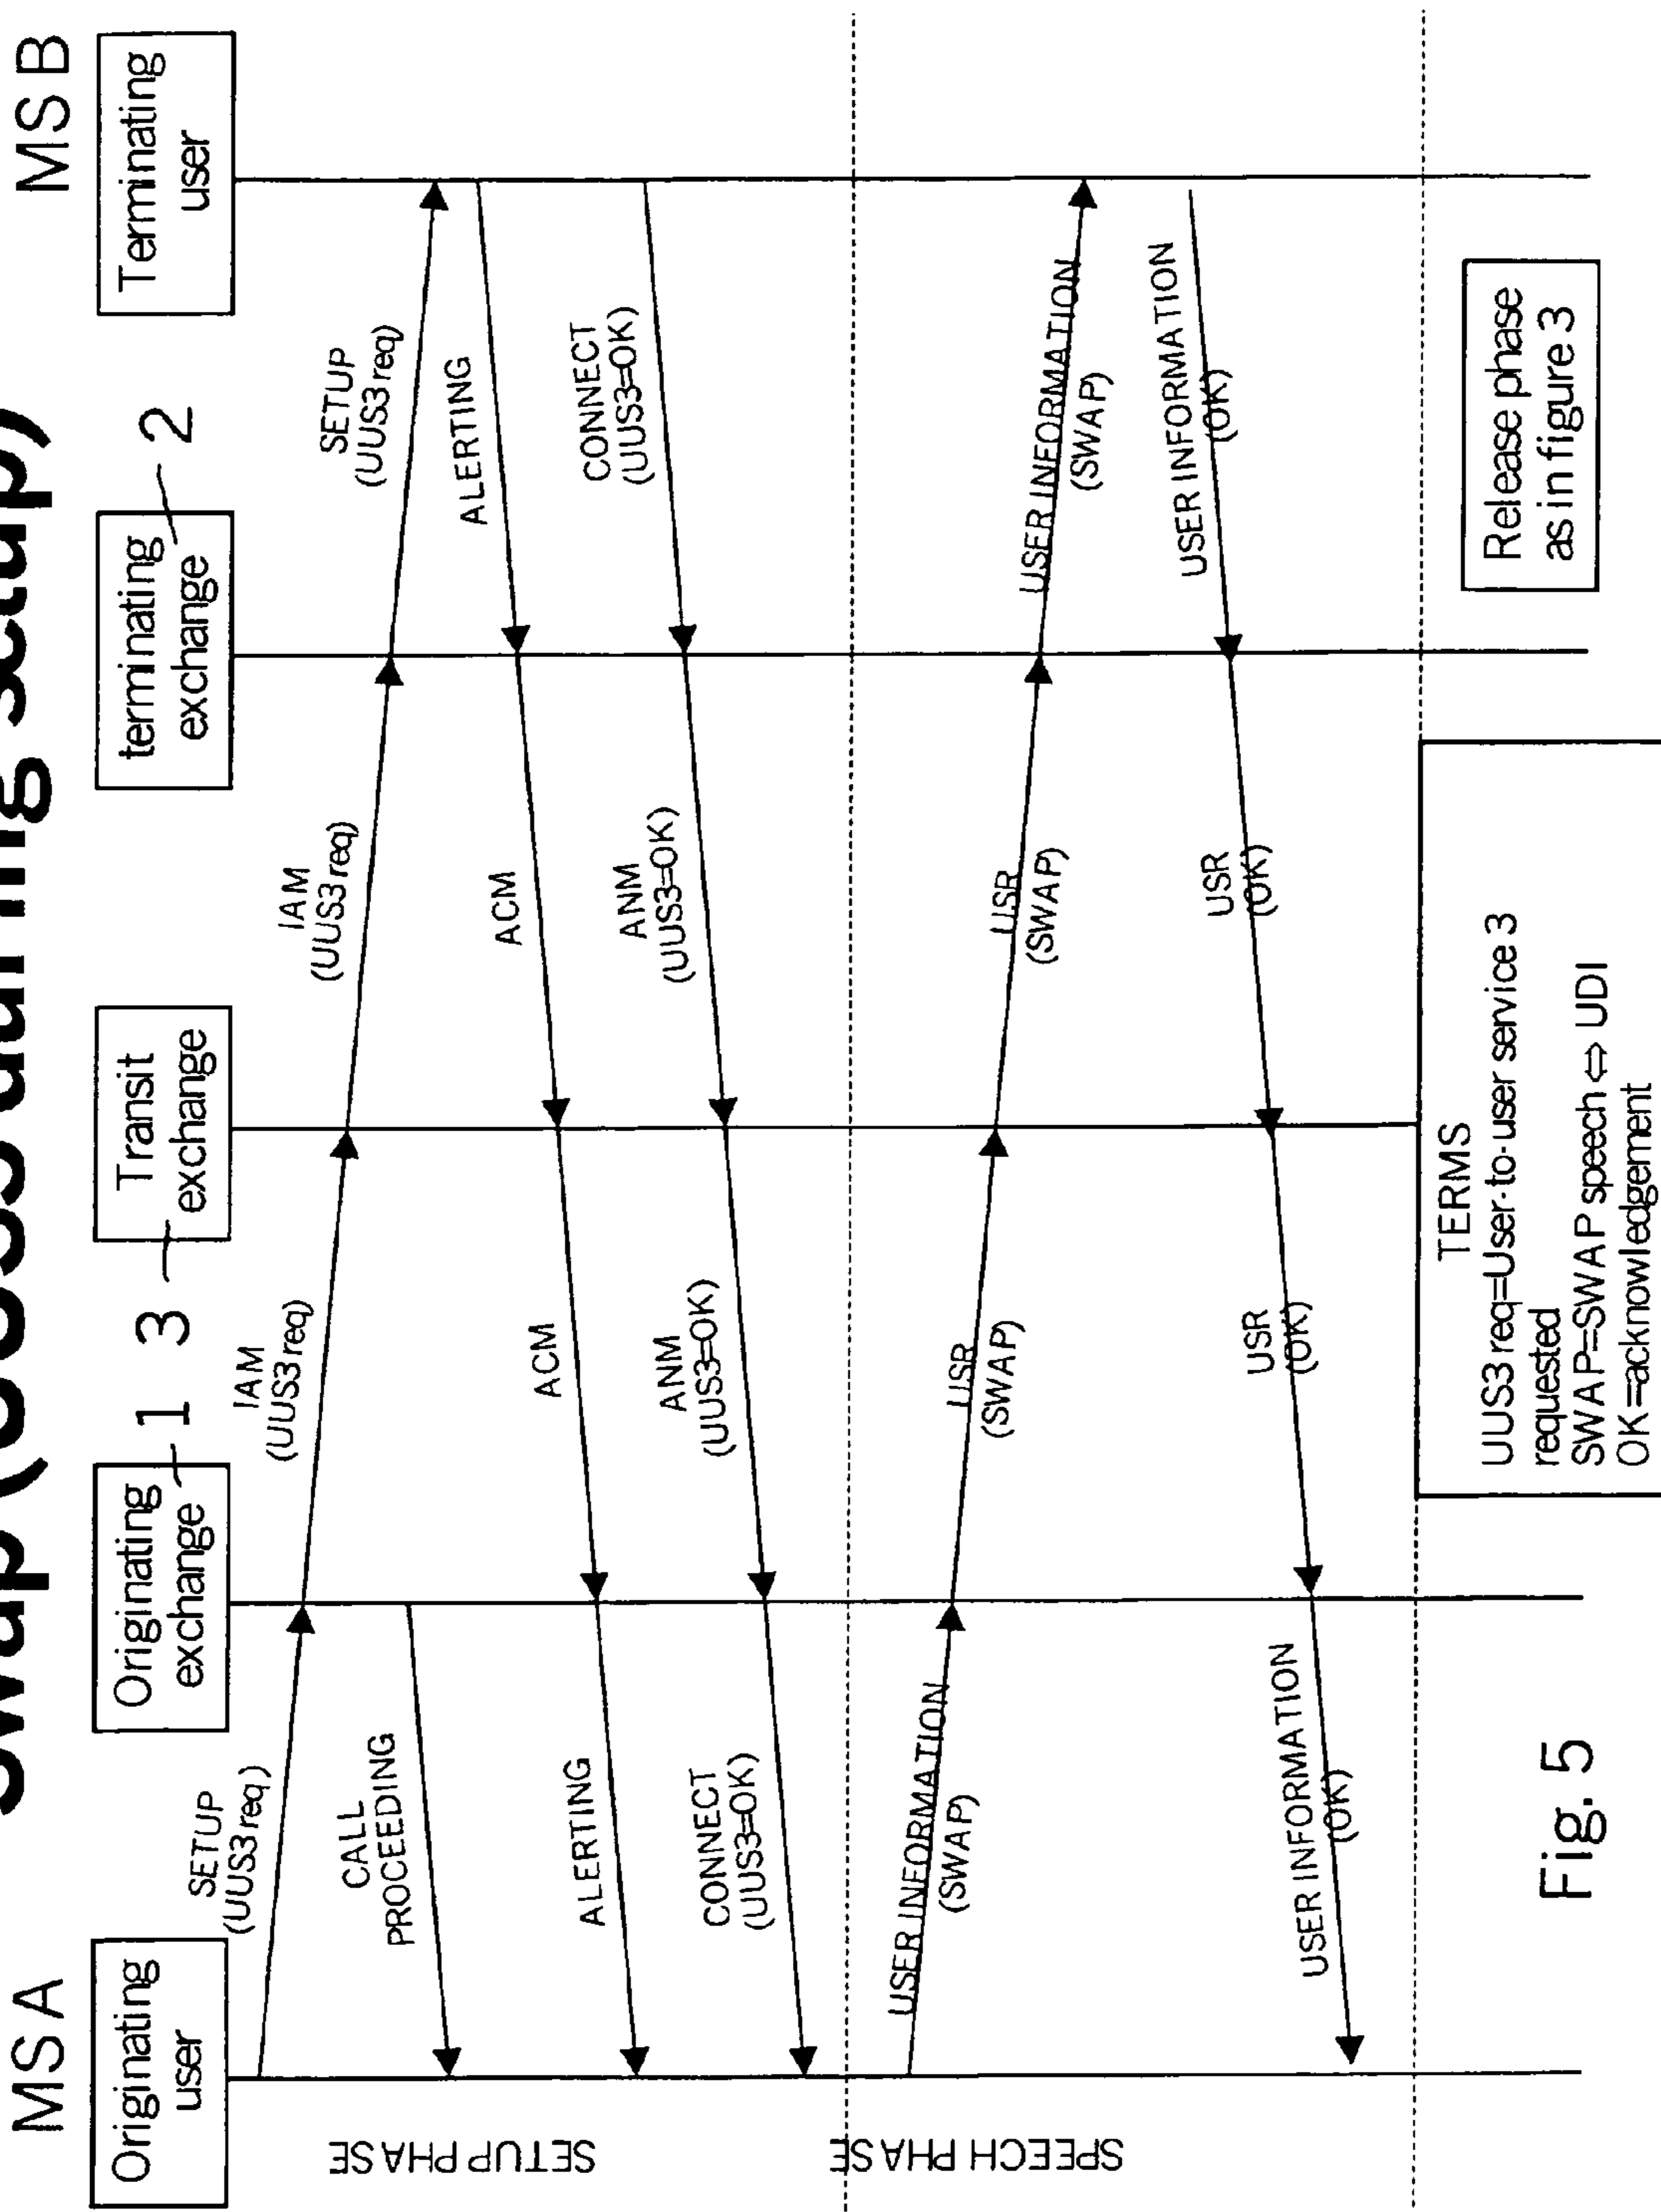 Swap (UUS3 during setup)
MS A
MS B
Originating
user
Originating
exchange
1
3
Transit
exchange
terminating
exchange
2
Terminating
user
SETUP PHASE
SETUP
(UUS3 req)
IAM
(UUS3 req)
IAM
(UUS3 req)
SETUP
(UUS3 req)
CALL
PROCEEDING
ALERTING
ACM
ACM
ALERTING
CONNECT
(UUS3=OK)
ANM
(UUS3=OK)
ANM
(UUS3=OK)
CONNECT
(UUS3=OK)
SPEECH PHASE
USER INFORMATION
(SWAP)
USR
(SWAP)
USR
(SWAP)
USER INFORMATION
(SWAP)
USER INFORMATION
(OK)
USR
(OK)
USR
(OK)
USER INFORMATION
(OK)
TERMS
UUS3 req=User-to-user service 3
requested
SWAP=SWAP speech ⇔ UDI
OK=acknowledgement
Release phase
as in figure 3
Fig. 5